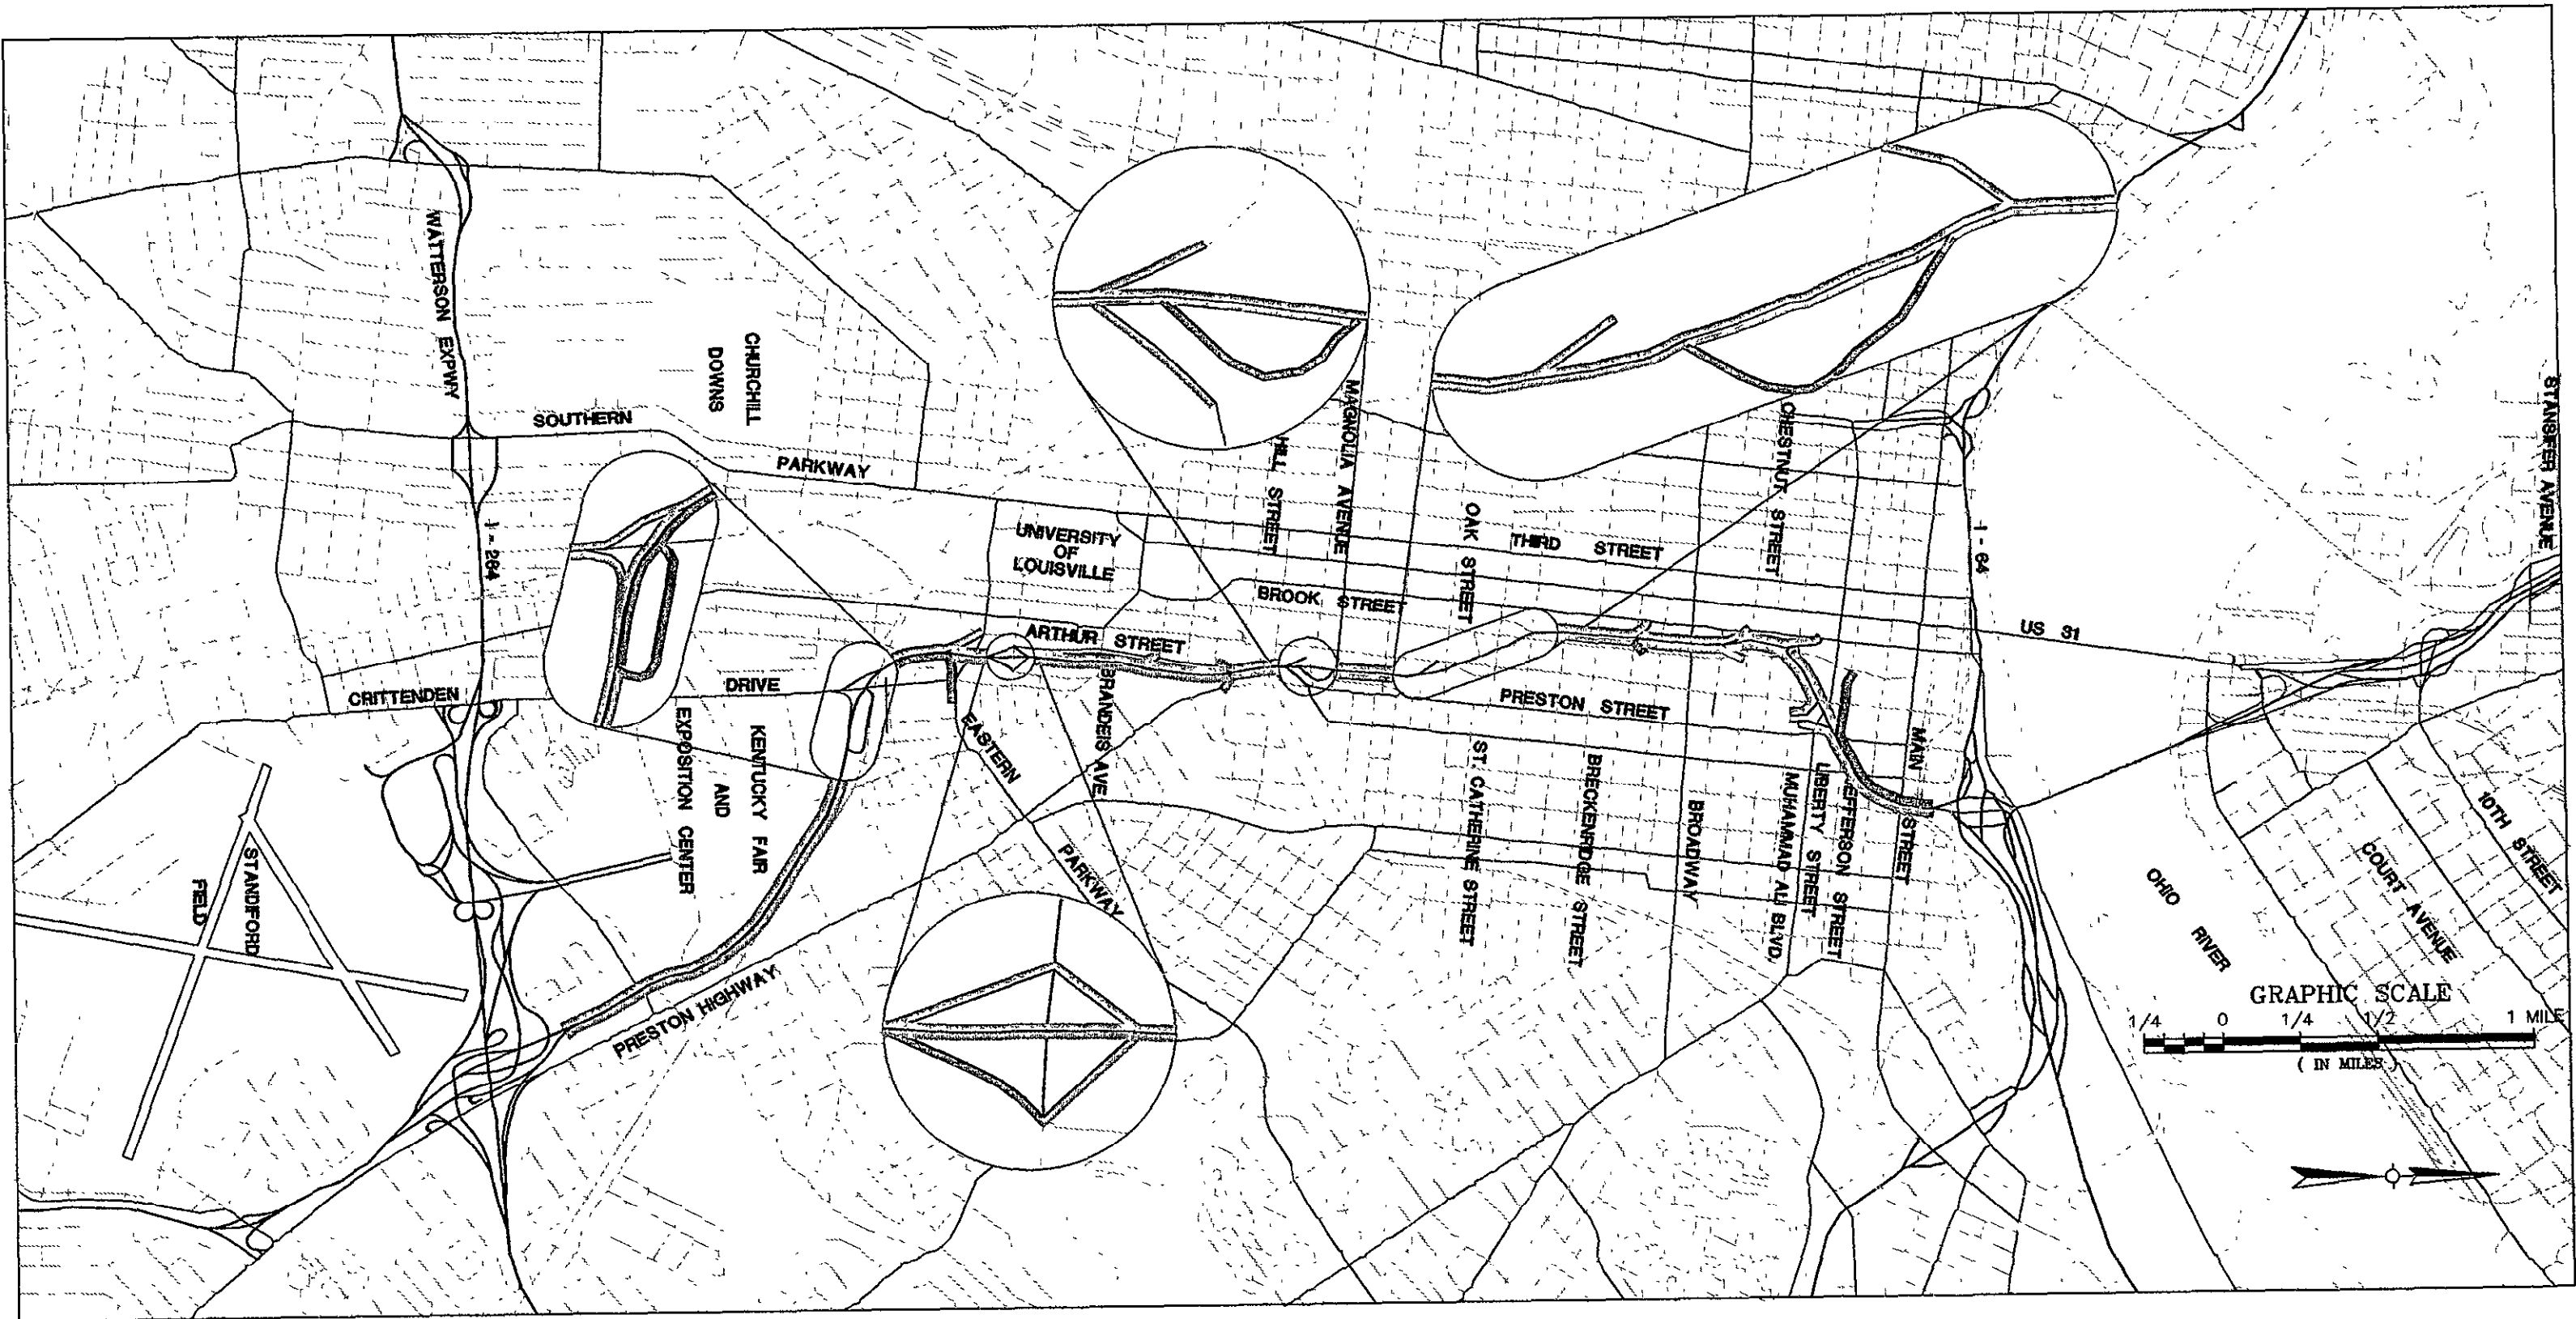 WATTERSON EXPWY
CHURCHILL
DOWNS
SOUTHERN
PARKWAY
I - 264
UNIVERSITY
OF
LOUISVILLE
HILL STREET
MAGNOLIA AVENUE
OAK STREET
THIRD STREET
CHESTNUT STREET
I - 64
STANSIFER AVENUE
BROOK STREET
ARTHUR STREET
US 31
CRITTENDEN
DRIVE
PRESTON STREET
BRANDEIS AVE.
EASTERN
PARKWAY
KENTUCKY FAIR
AND
EXPOSITION CENTER
ST. CATHERINE STREET
BRECKENRIDGE STREET
BROADWAY
MUHAMMAD ALI BLVD.
LIBERTY STREET
JEFFERSON STREET
MAIN STREET
STANDIFORD
FIELD
PRESTON HIGHWAY
OHIO RIVER
COURT AVENUE
10TH STREET
GRAPHIC SCALE
1/4 0 1/4 1/2 1 MILE
( IN MILES )